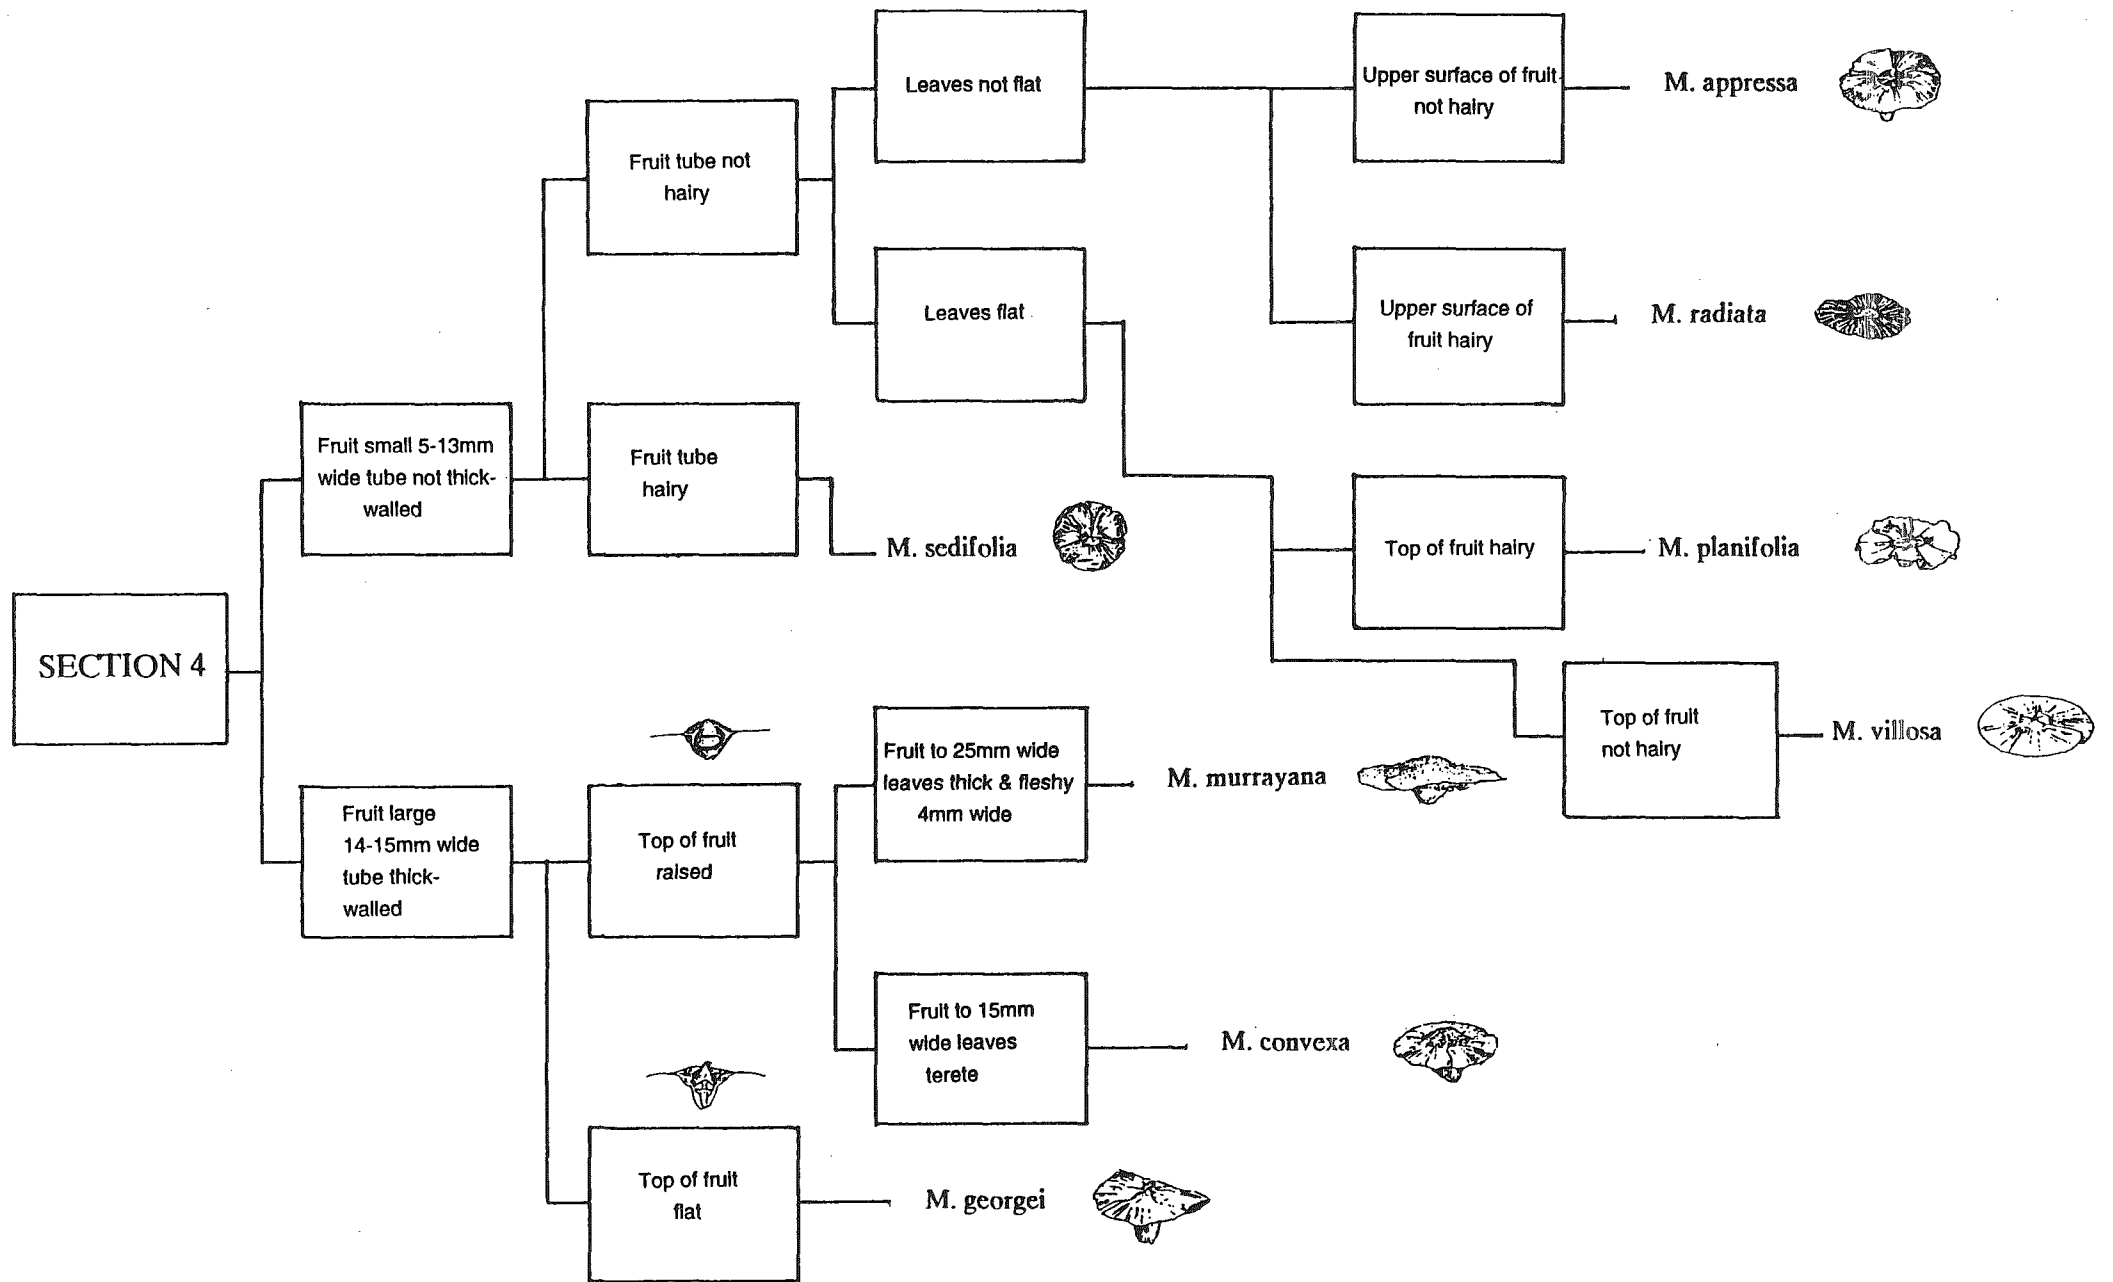 SECTION 4
Fruit small 5-13mm
wide tube not thick-
walled
Fruit large
14-15mm wide
tube thick-
walled
Fruit tube not
hairy
Fruit tube
hairy
M. sedifolia
Top of fruit
raised
Top of fruit
flat
M. georgei
Leaves not flat
Leaves flat
Fruit to 25mm wide
leaves thick & fleshy
4mm wide
M. murrayana
Fruit to 15mm
wide leaves
terete
M. convexa
Upper surface of fruit
not hairy
M. appressa
Upper surface of
fruit hairy
M. radiata
Top of fruit hairy
M. planifolia
Top of fruit
not hairy
M. villosa